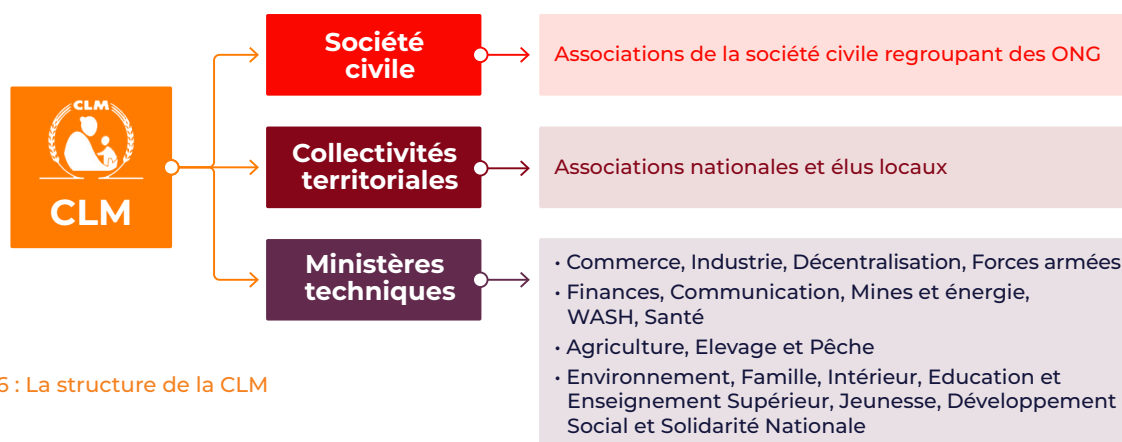 CLM
CLM
Société
civile
Associations de la société civile regroupant des ONG
Collectivités
territoriales
Associations nationales et élus locaux
Ministères
techniques
• Commerce, Industrie, Décentralisation, Forces armées
• Finances, Communication, Mines et énergie,
WASH, Santé
• Agriculture, Elevage et Pêche
• Environnement, Famille, Intérieur, Education et
Enseignement Supérieur, Jeunesse, Développement
Social et Solidarité Nationale
6 : La structure de la CLM